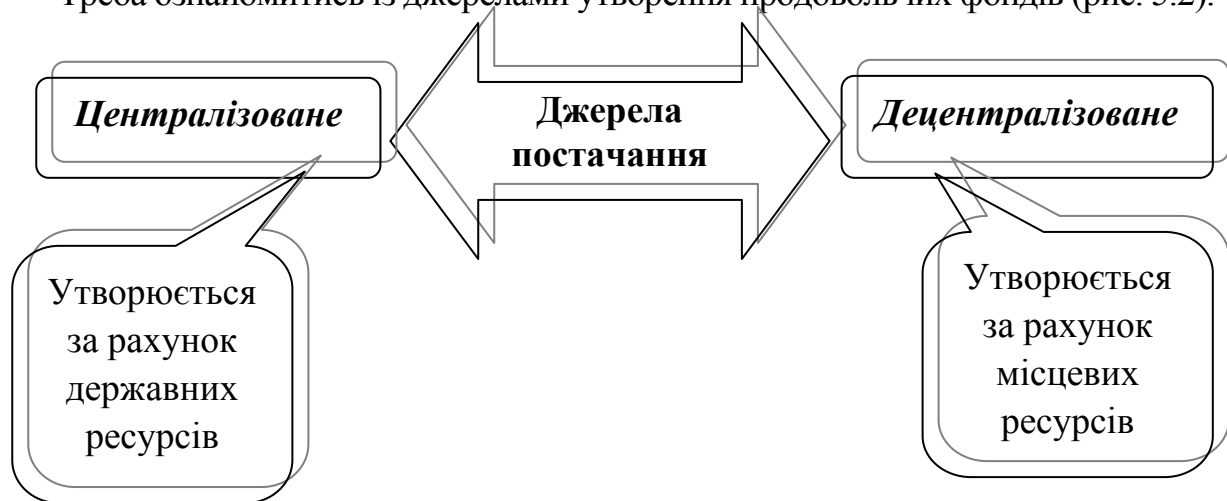 Треба ознайомитись із джерелами утворення продовольчих фондів (рис. 5.2).
Централізоване
Джерела
постачання
Децентралізоване
Утворюється
за рахунок
державних
ресурсів
Утворюється
за рахунок
місцевих
ресурсів